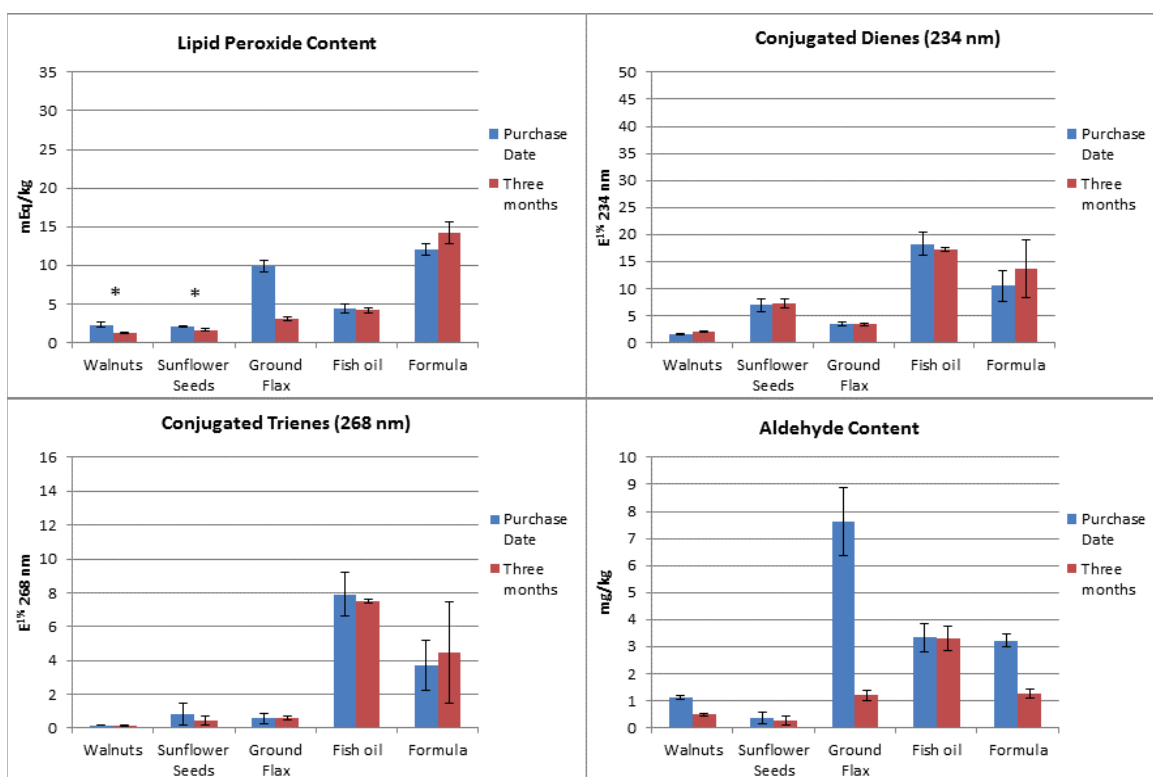 Lipid Peroxide Content
35
30
25
20
15
10
5
0
mEq/kg
*
*
Walnuts
Sunflower
Seeds
Ground
Flax
Fish oil
Formula
Purchase
Date
Three
months
Conjugated Dienes (234 nm)
50
45
40
35
30
25
20
15
10
5
0
E1% 234 nm
Walnuts
Sunflower
Seeds
Ground
Flax
Fish oil
Formula
Purchase
Date
Three
months
Conjugated Trienes (268 nm)
16
14
12
10
8
6
4
2
0
E1% 268 nm
Walnuts
Sunflower
Seeds
Ground
Flax
Fish oil
Formula
Purchase
Date
Three
months
Aldehyde Content
10
9
8
7
6
5
4
3
2
1
0
mg/kg
Walnuts
Sunflower
Seeds
Ground
Flax
Fish oil
Formula
Purchase
Date
Three
months